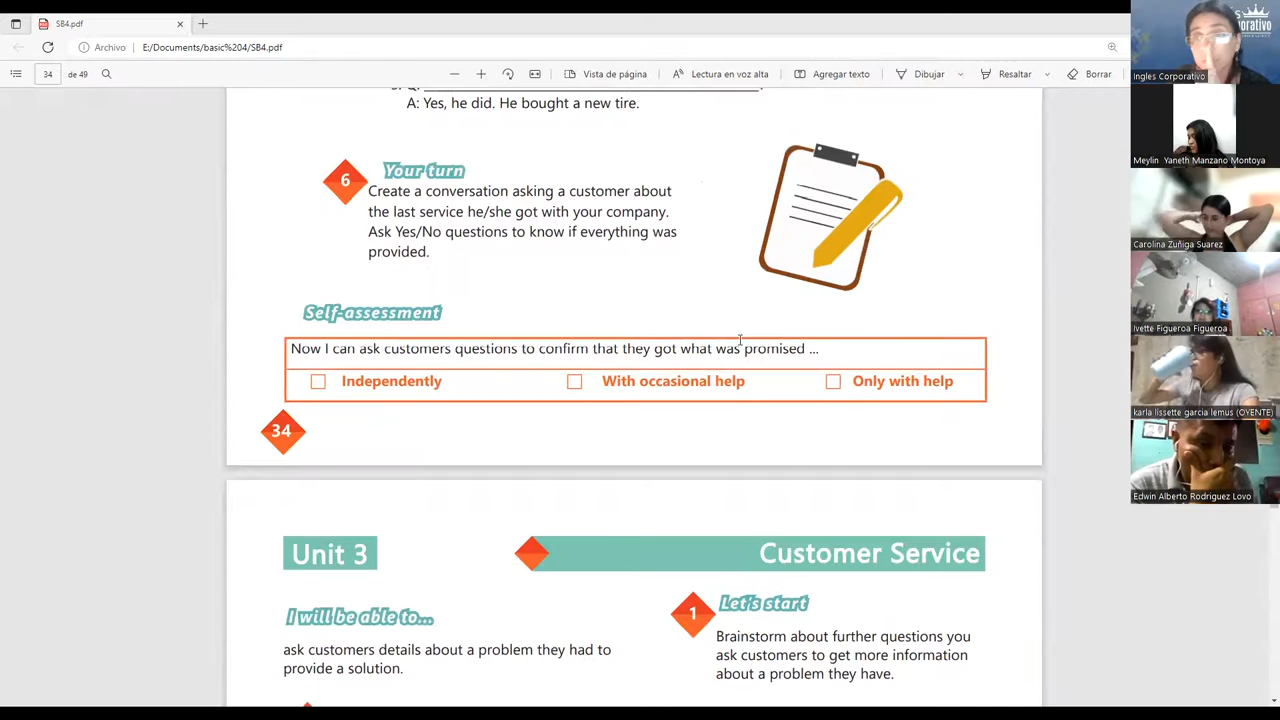 SB4.pdf
Archivo
E:/Documents/basic%204/SB4.pdf
34
de 49
Vista de página
Lectura en voz alta
Agregar texto
Dibujar
Resaltar
Borrar
A: Yes, he did. He bought a new tire.
6
Your turn
Create a conversation asking a customer about
the last service he/she got with your company.
Ask Yes/No questions to know if everything was
provided.
Self-assessment
Now I can ask customers questions to confirm that they got what was promised ...
Independently
With occasional help
Only with help
34
Unit 3
Customer Service
I will be able to...
ask customers details about a problem they had to
provide a solution.
1
Let's start
Brainstorm about further questions you
ask customers to get more information
about a problem they have.
Ingles Corporativo
Meylin Yaneth Manzano Montoya
Carolina Zuñiga Suarez
Ivette Figueroa Figueroa
karla lissette garcia lemus (OYENTE)
Edwin Alberto Rodriguez Lovo